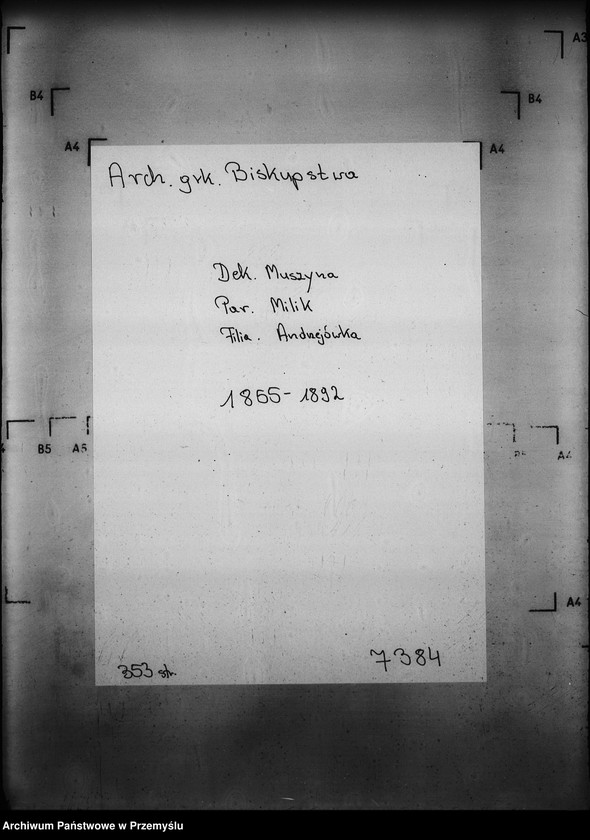 A3
B4 B4
A4 A4
Arch. grk. Biskupstwa
Dek. Muszyna
Par. Milik
Filia. Andrzejówka
1855-1892
B5 A5 A4
A4
353 str. 7384
Archiwum Państwowe w Przemyślu